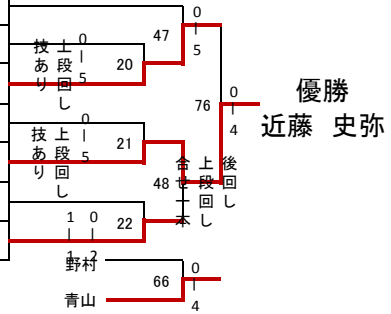 0
|
5
47
上段回し
技あり
0
|
5
20
76
0
|
4
優勝
近藤 史弥
上段回し
技あり
0
|
5
21
後回し
上段回し
合せ一本
48
1 0
| |
1 2
22
野村
青山
66
0
|
4